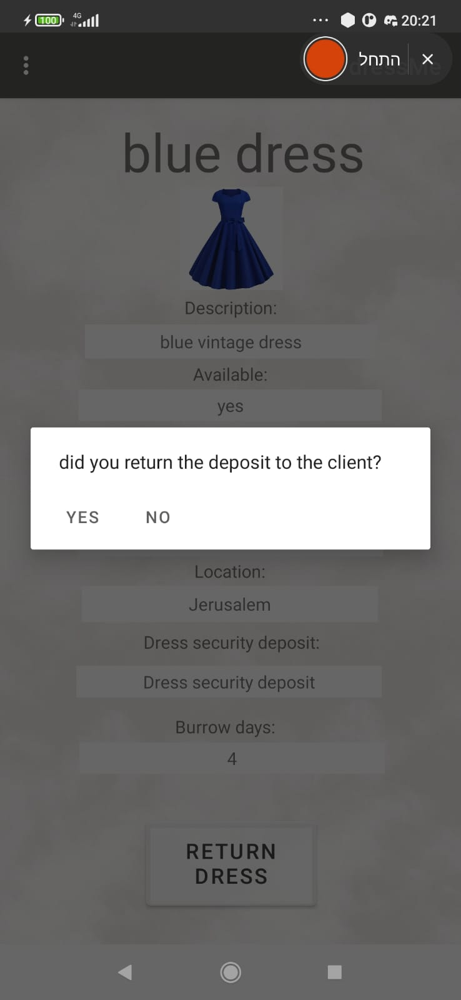 100 4G ... 20:21
dressMe התחל ×
blue dress
Description:
blue vintage dress
Available:
yes
did you return the deposit to the client?
YES NO
Location:
Jerusalem
Dress security deposit:
Dress security deposit
Burrow days:
4
RETURN
DRESS